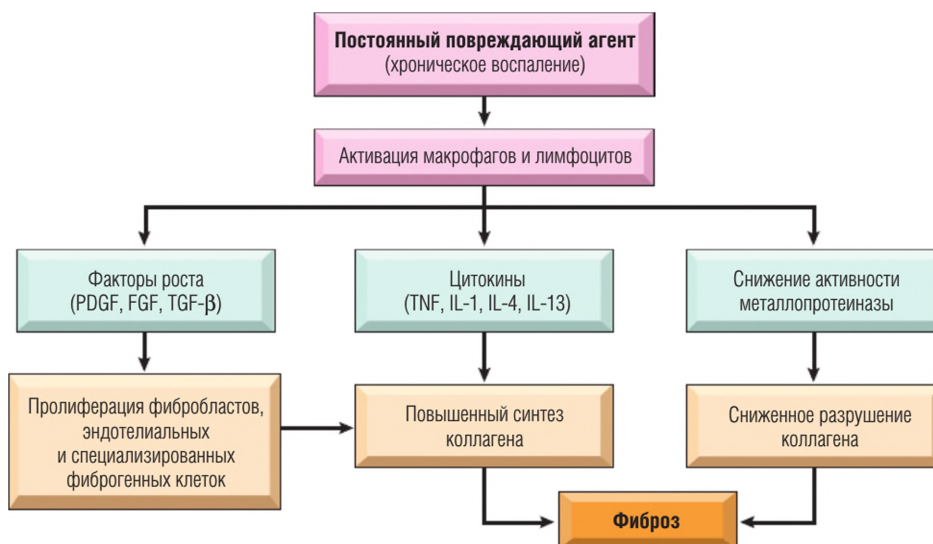 Постоянный повреждающий агент
(хроническое воспаление)
Активация макрофагов и лимфоцитов
Факторы роста
(PDGF, FGF, TGF-β)
Цитокины
(TNF, IL-1, IL-4, IL-13)
Снижение активности
металлопротеиназы
Пролиферация фибробластов,
эндотелиальных
и специализированных
фиброгенных клеток
Повышенный синтез
коллагена
Сниженное разрушение
коллагена
Фиброз